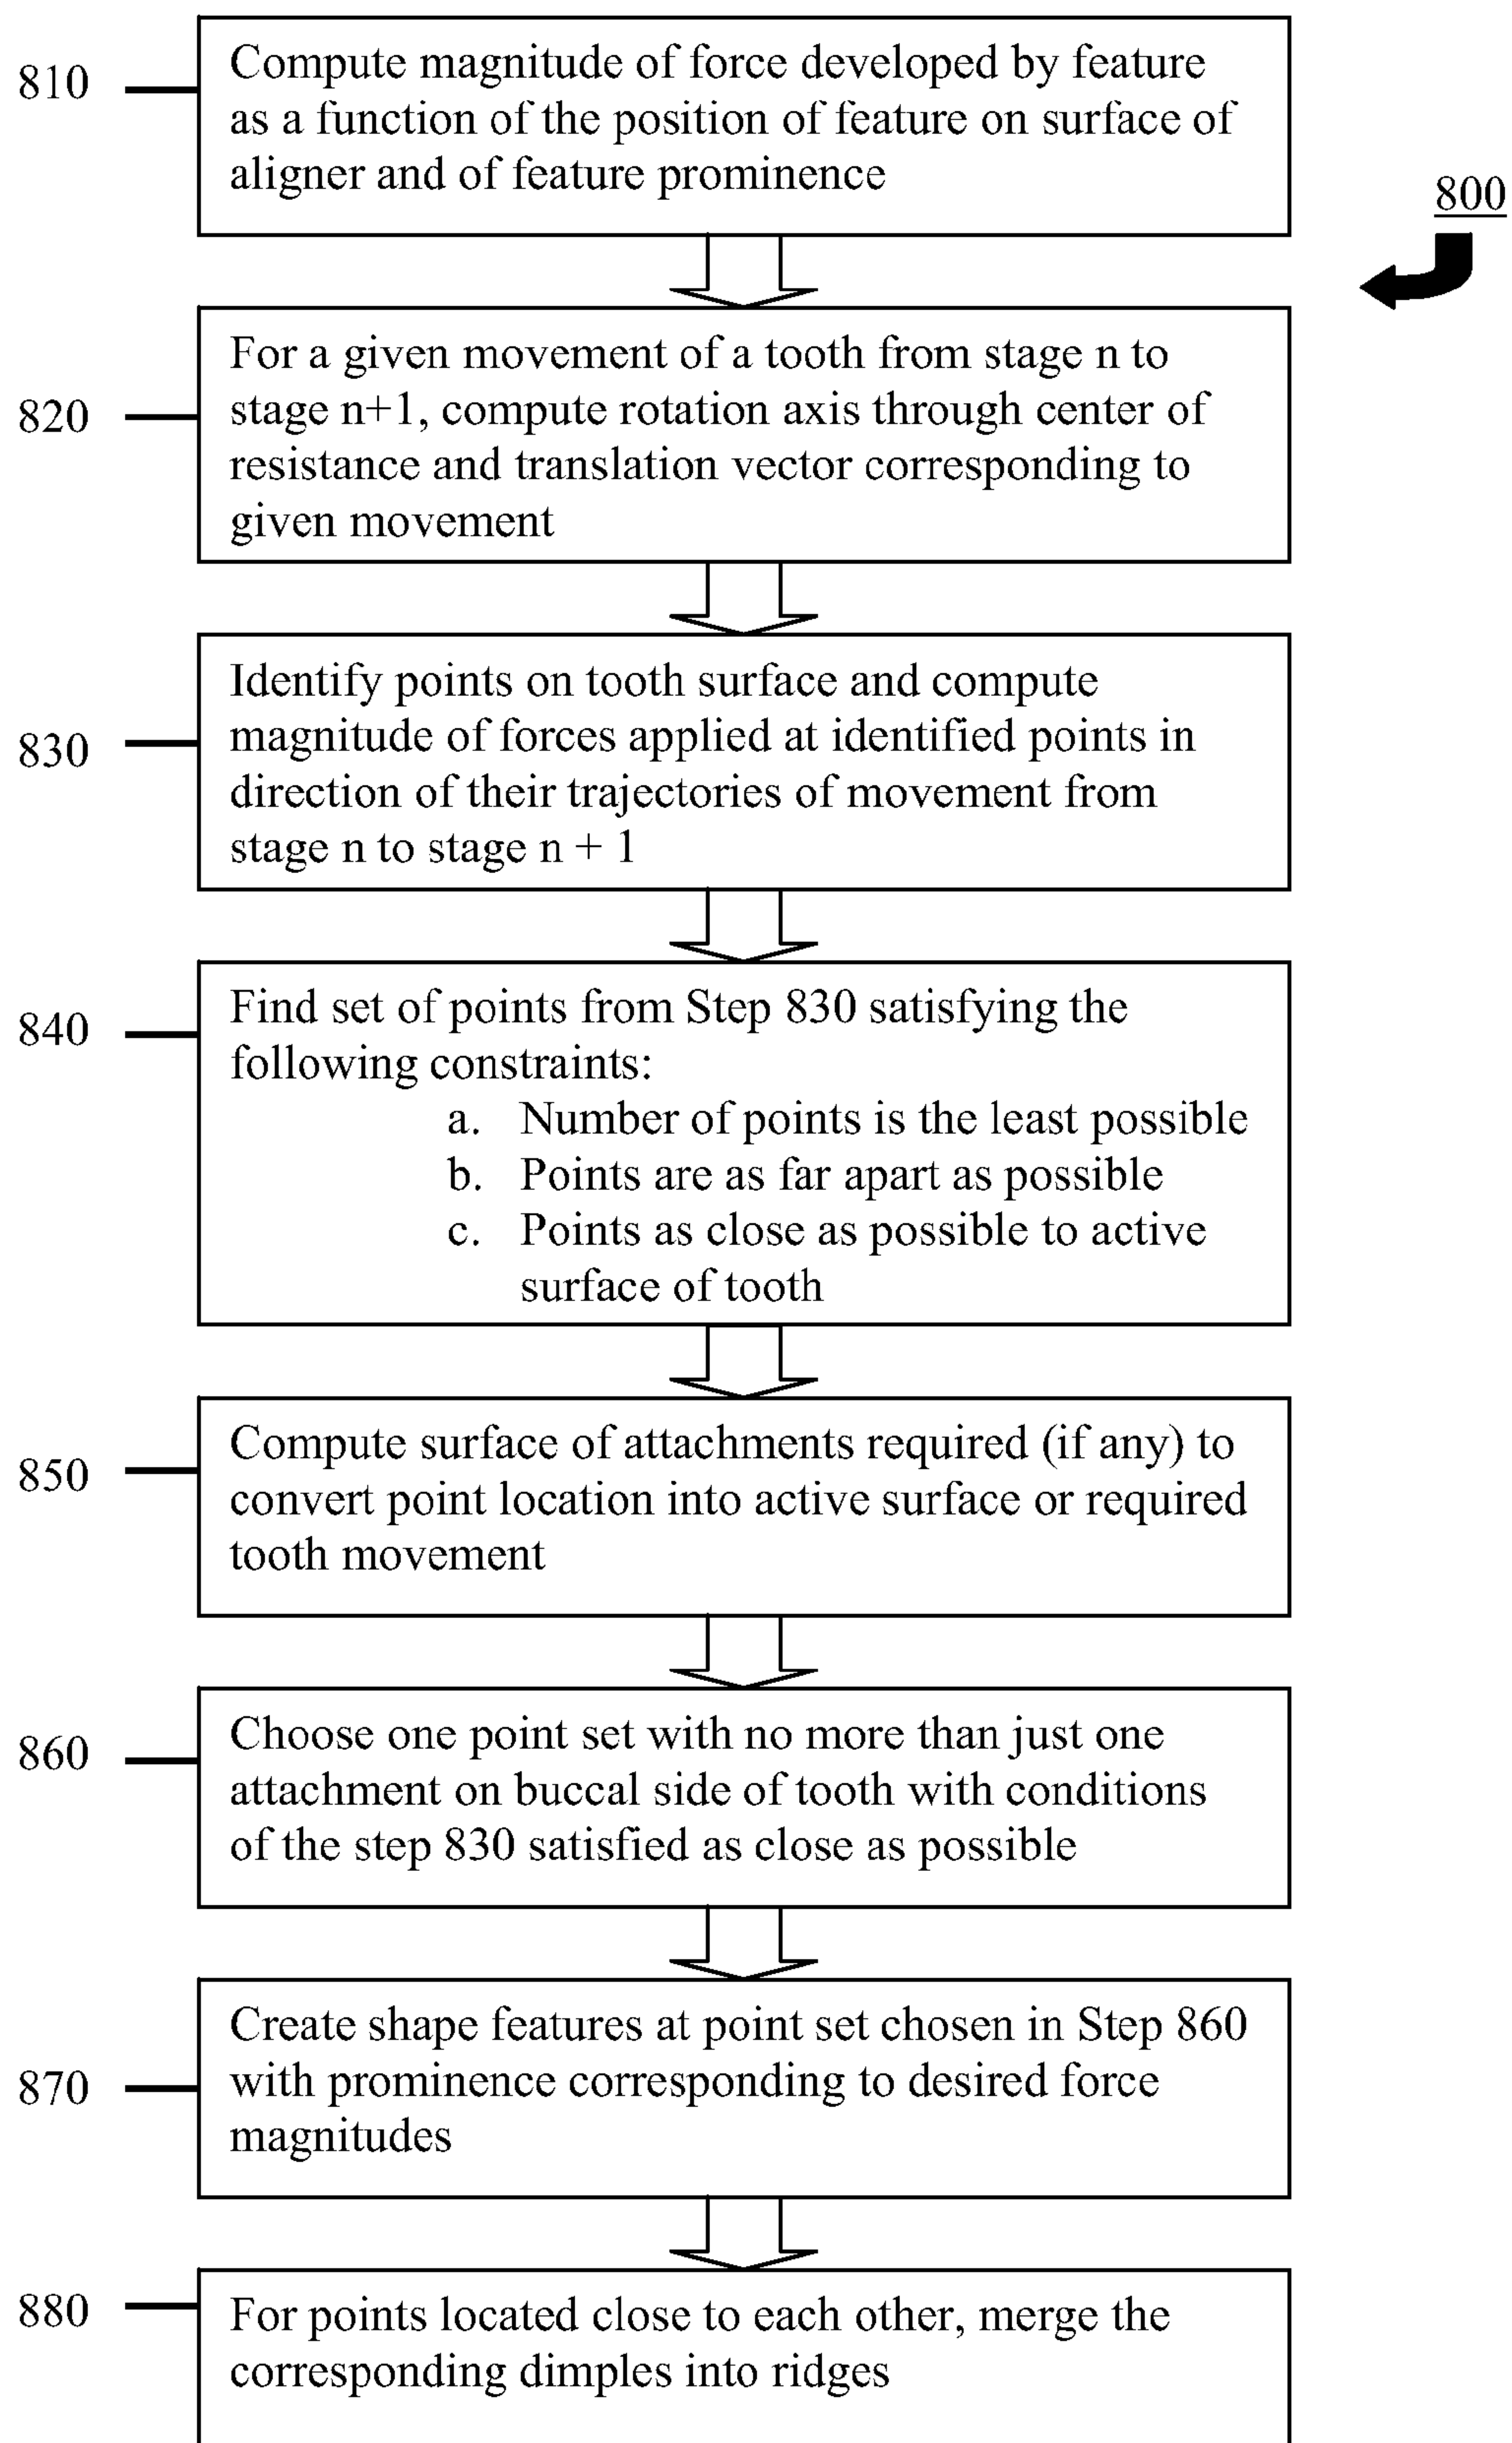 810
Compute magnitude of force developed by feature
as a function of the position of feature on surface of
aligner and of feature prominence
800
820
For a given movement of a tooth from stage n to
stage n+1, compute rotation axis through center of
resistance and translation vector corresponding to
given movement
830
Identify points on tooth surface and compute
magnitude of forces applied at identified points in
direction of their trajectories of movement from
stage n to stage n + 1
840
Find set of points from Step 830 satisfying the
following constraints:
a. Number of points is the least possible
b. Points are as far apart as possible
c. Points as close as possible to active
surface of tooth
850
Compute surface of attachments required (if any) to
convert point location into active surface or required
tooth movement
860
Choose one point set with no more than just one
attachment on buccal side of tooth with conditions
of the step 830 satisfied as close as possible
870
Create shape features at point set chosen in Step 860
with prominence corresponding to desired force
magnitudes
880
For points located close to each other, merge the
corresponding dimples into ridges